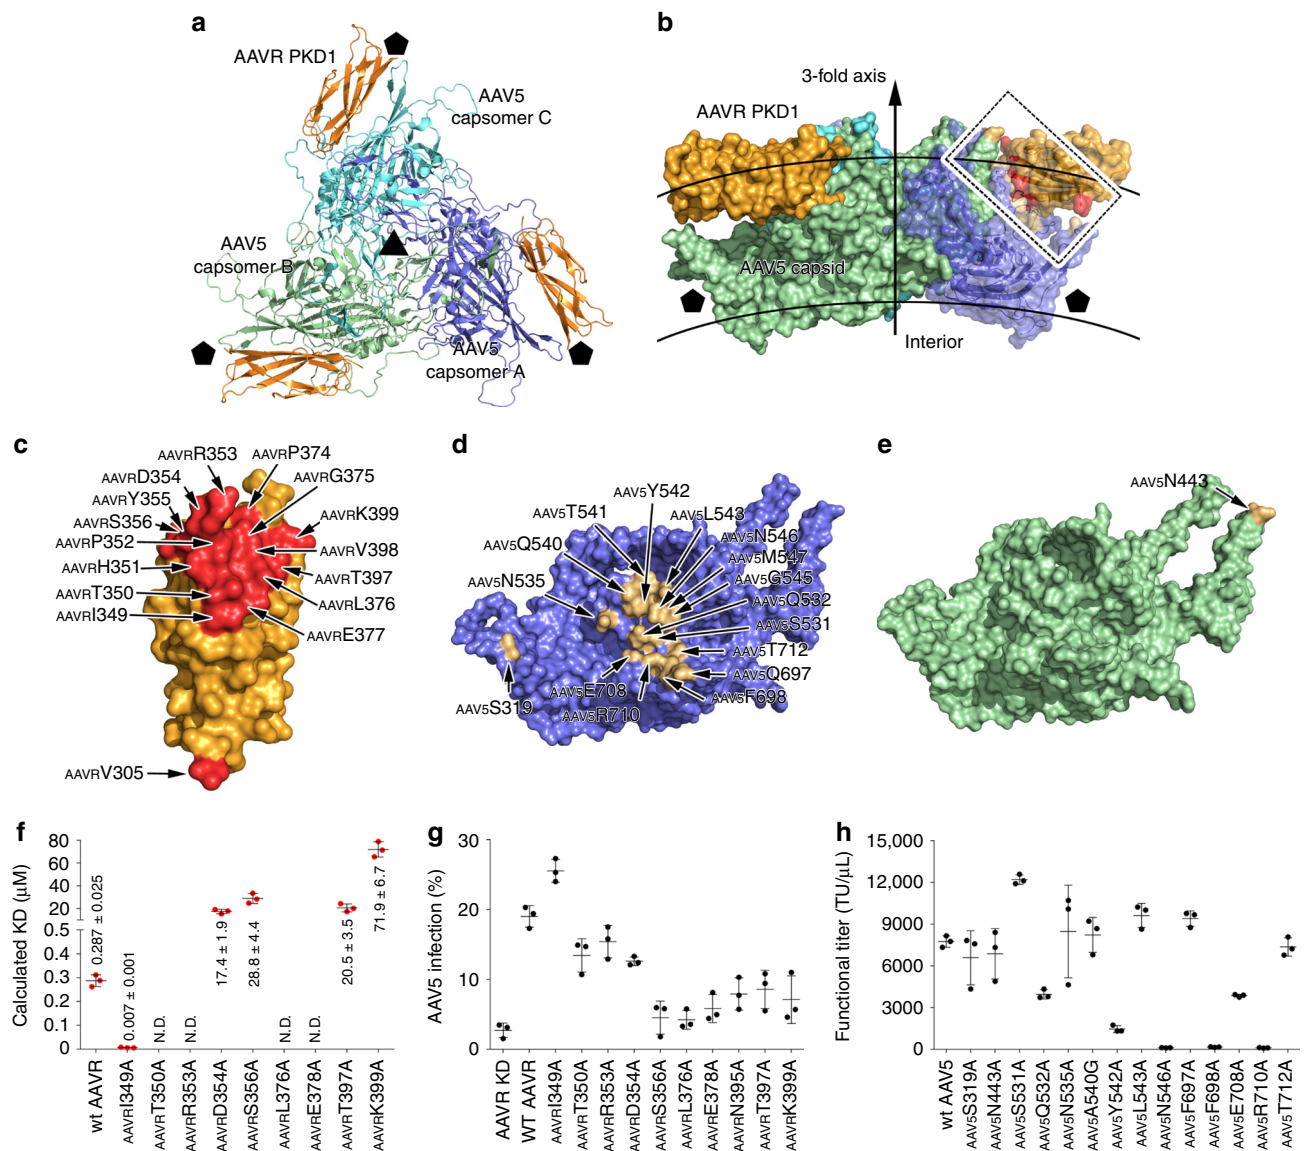 a
AAVR PKD1
AAV5
capsomer C
AAV5
capsomer B
AAV5
capsomer A
b
3-fold axis
AAVR PKD1
AAV5 capsid
Interior
c
AAVRR353
AAVRP374
AAVRD354
AAVRG375
AAVRY355
AAVRS356
AAVRK399
AAVRP352
AAVRV398
AAVRH351
AAVRT397
AAVRT350
AAVRL376
AAVRI349
AAVRE377
AAVRV305
d
AAV5Y542
AAV5T541
AAV5L543
AAV5Q540
AAV5N546
AAV5M547
AAV5N535
AAV5G545
AAV5Q532
AAV5S531
AAV5T712
AAV5Q697
AAV5E708
AAV5F698
AAV5S319
AAV5R710
e
AAV5N443
f
Calculated KD (μM)
80
60
40
20
0.5
0.4
0.3
0.2
0.1
0
0.287 ± 0.025
0.007 ± 0.001
N.D.
N.D.
17.4 ± 1.9
28.8 ± 4.4
N.D.
N.D.
20.5 ± 3.5
71.9 ± 6.7
wt AAVR
AAVRI349A
AAVRT350A
AAVRR353A
AAVRD354A
AAVRS356A
AAVRL376A
AAVRE378A
AAVRT397A
AAVRK399A
g
AAV5 infection (%)
30
20
10
0
AAVR KD
WT AAVR
AAVRI349A
AAVRT350A
AAVRR353A
AAVRD354A
AAVRS356A
AAVRL376A
AAVRE378A
AAVRN395A
AAVRT397A
AAVRK399A
h
Functional titer (TU/μL)
15,000
12,000
9000
6000
3000
0
Wt AAV5
AAV5S319A
AAV5N443A
AAV5S531A
AAV5Q532A
AAV5N535A
AAV5A540G
AAV5Y542A
AAV5L543A
AAV5N546A
AAV5F697A
AAV5F698A
AAV5E708A
AAV5R710A
AAV5T712A